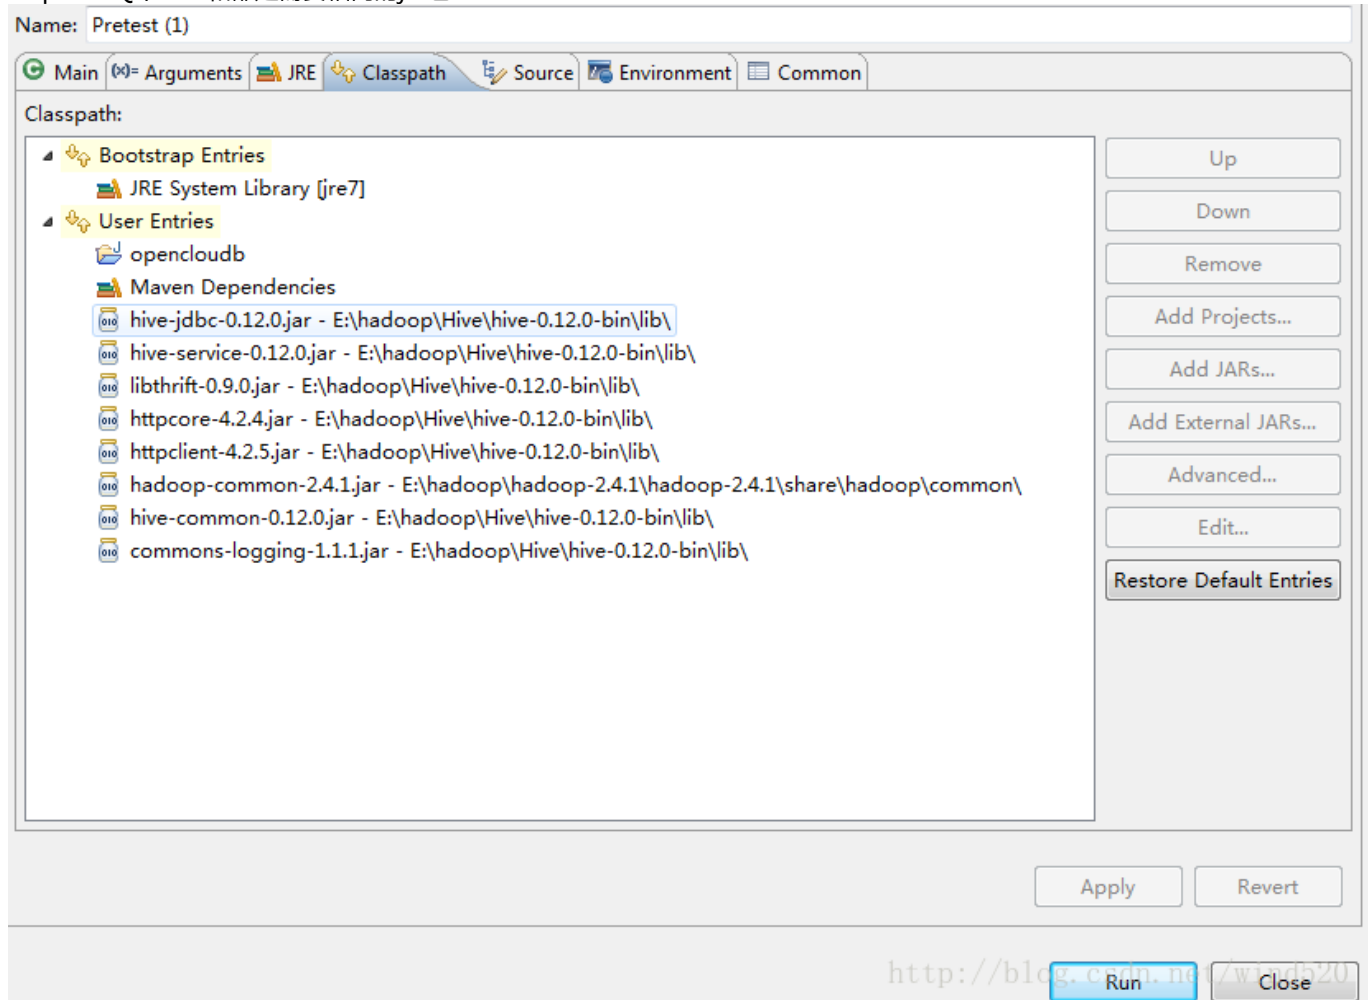 Name: Pretest (1)
Main (x)= Arguments JRE Classpath Source Environment Common
Classpath:
Bootstrap Entries
JRE System Library [jre7]
User Entries
opencloudb
Maven Dependencies
hive-jdbc-0.12.0.jar - E:\hadoop\Hive\hive-0.12.0-bin\lib\
hive-service-0.12.0.jar - E:\hadoop\Hive\hive-0.12.0-bin\lib\
libthrift-0.9.0.jar - E:\hadoop\Hive\hive-0.12.0-bin\lib\
httpcore-4.2.4.jar - E:\hadoop\Hive\hive-0.12.0-bin\lib\
httpclient-4.2.5.jar - E:\hadoop\Hive\hive-0.12.0-bin\lib\
hadoop-common-2.4.1.jar - E:\hadoop\hadoop-2.4.1\hadoop-2.4.1\share\hadoop\common\
hive-common-0.12.0.jar - E:\hadoop\Hive\hive-0.12.0-bin\lib\
commons-logging-1.1.1.jar - E:\hadoop\Hive\hive-0.12.0-bin\lib\
Up
Down
Remove
Add Projects...
Add JARs...
Add External JARs...
Advanced...
Edit...
Restore Default Entries
Apply Revert
http://blog.csdn.net/windb20
Run Close